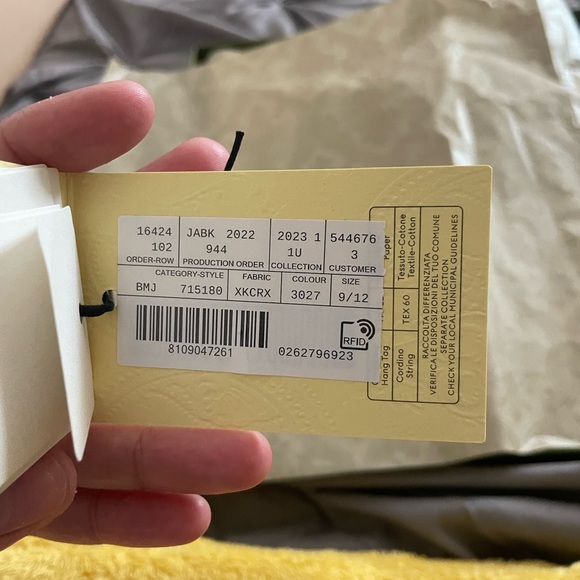 16424 JABK 2022 2023 1 544676
102 944 1U 3
ORDER-ROW PRODUCTION ORDER COLLECTION CUSTOMER
CATEGORY-STYLE FABRIC COLOUR SIZE
BMJ 715180 XKCRX 3027 9/12
8109047261 0262796923
RFID
Paper
Tessuto-Cotone
Textile-Cotton
Hang Tag
Cordino
String
TEX 60
RACCOLTA DIFFERENZIATA
VERIFICA LE DISPOSIZIONI DEL TUO COMUNE
SEPARATE COLLECTION
CHECK YOUR LOCAL MUNICIPAL GUIDELINES